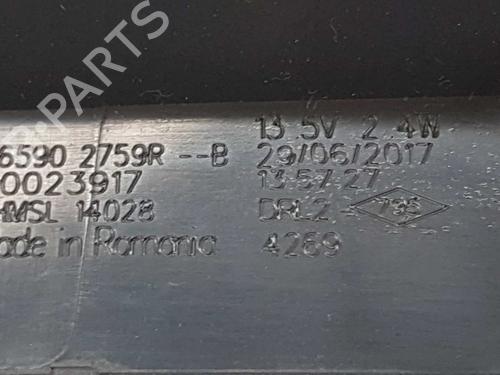 13.5V 2.4W
6590 2759R --B 29/06/2017
0023917 13:57:27
HMSL 14028 DRL2 795
ade in Romania 4269